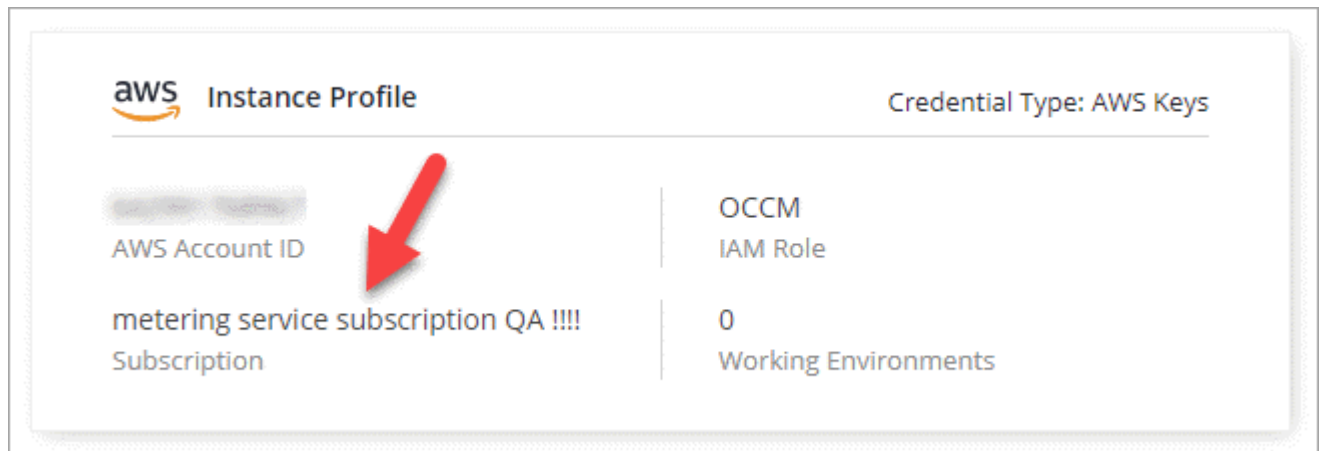 aws Instance Profile
Credential Type: AWS Keys
AWS Account ID
OCCM
IAM Role
metering service subscription QA !!!!
Subscription
0
Working Environments